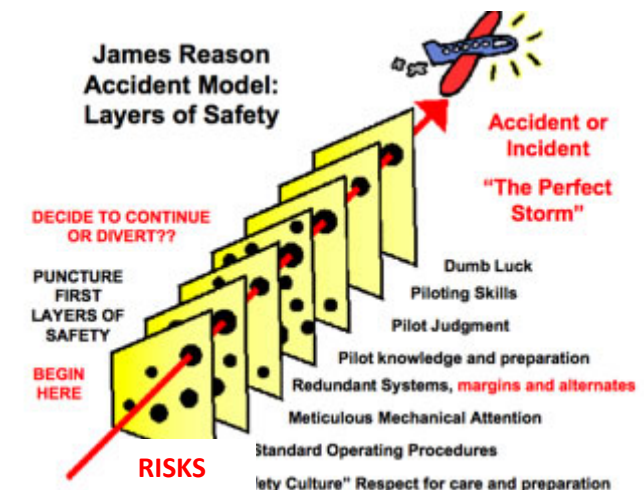 James Reason
Accident Model:
Layers of Safety
Accident or
Incident
"The Perfect
Storm"
DECIDE TO CONTINUE
OR DIVERT??
PUNCTURE
FIRST
LAYERS OF
SAFETY
BEGIN
HERE
Dumb Luck
Piloting Skills
Pilot Judgment
Pilot knowledge and preparation
Redundant Systems, margins and alternates
Meticulous Mechanical Attention
Standard Operating Procedures
Culture" Respect for care and preparation
RISKS